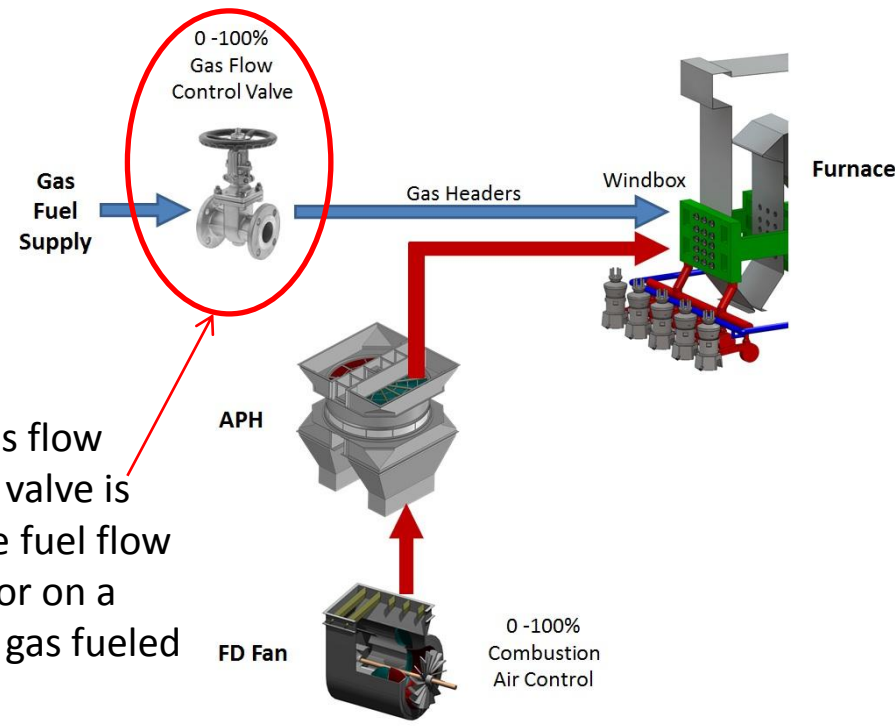 0 -100%
Gas Flow
Control Valve
Gas
Fuel
Supply
Gas Headers
Windbox
Furnace
APH
s flow
valve is
e fuel flow
or on a
gas fueled
FD Fan
0 -100%
Combustion
Air Control